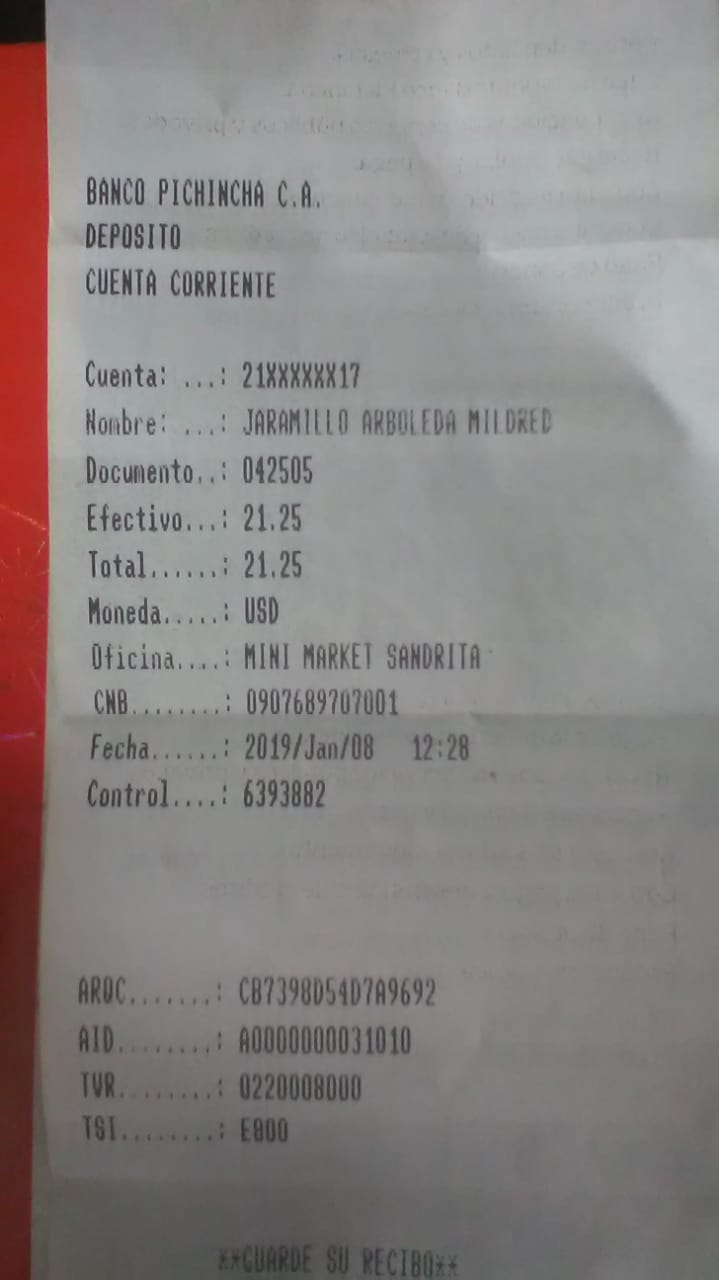 BANCO PICHINCHA C.A.
DEPOSITO
CUENTA CORRIENTE
Cuenta: ...: 21XXXXXX17
Nombre: ...: JARAMILLO ARBOLEDA MILDRED
Documento..: 042505
Efectivo...: 21.25
Total......: 21.25
Moneda.....: USD
Oficina....: MINI MARKET SANDRITA
CNB........: 0907689707001
Fecha......: 2019/Jan/08 12:28
Control....: 6393882
ARQC.......: CB7398D54D7A9692
AID........: A0000000031010
TVR........: 0220008000
TSI........: E800
**GUARDE SU RECIBO**